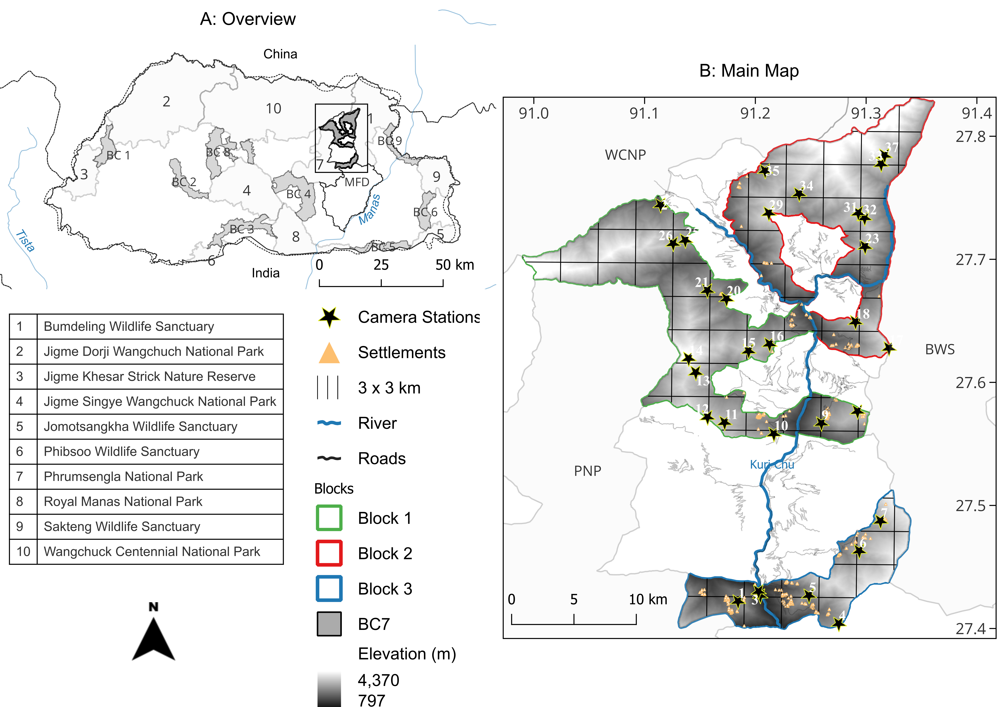 A: Overview
China
2
10
1
BC 9
BC 1
BC 8
3
7
BC 2
MFD
9
4
BC 4
Manas
BC 6
BC 3
8
5
Tista
BC 5
6
India
0 25 50 km
1 Bumdeling Wildlife Sanctuary
2 Jigme Dorji Wangchuch National Park
3 Jigme Khesar Strick Nature Reserve
4 Jigme Singye Wangchuck National Park
5 Jomotsangkha Wildlife Sanctuary
6 Phibsoo Wildlife Sanctuary
7 Phrumsengla National Park
8 Royal Manas National Park
9 Sakteng Wildlife Sanctuary
10 Wangchuck Centennial National Park
N
Camera Stations
Settlements
3 x 3 km
River
Roads
Blocks
Block 1
Block 2
Block 3
BC7
Elevation (m)
4,370
797
B: Main Map
91.0 91.1 91.2 91.3 91.4
27.8
37
WCNP
35
34
29
31 32
26
23
27.7
21
20
18
16
15
14
BWS
13
27.6
12
11
9
10
Kuri Chu
PNP
27.5
7
6
5
1
3
4
0 5 10 km
27.4